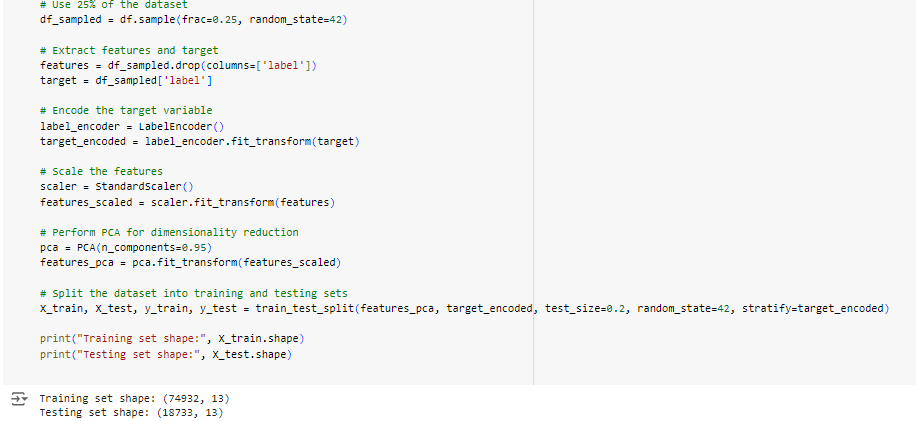 # Use 25% of the dataset
df_sampled = df.sample(frac=0.25, random_state=42)
# Extract features and target
features = df_sampled.drop(columns=['label'])
target = df_sampled['label']
# Encode the target variable
label_encoder = LabelEncoder()
target_encoded = label_encoder.fit_transform(target)
# Scale the features
scaler = StandardScaler()
features_scaled = scaler.fit_transform(features)
# Perform PCA for dimensionality reduction
pca = PCA(n_components=0.95)
features_pca = pca.fit_transform(features_scaled)
# Split the dataset into training and testing sets
X_train, X_test, y_train, y_test = train_test_split(features_pca, target_encoded, test_size=0.2, random_state=42, stratify=target_encoded)
print("Training set shape:", X_train.shape)
print("Testing set shape:", X_test.shape)
Training set shape: (74932, 13)
Testing set shape: (18733, 13)